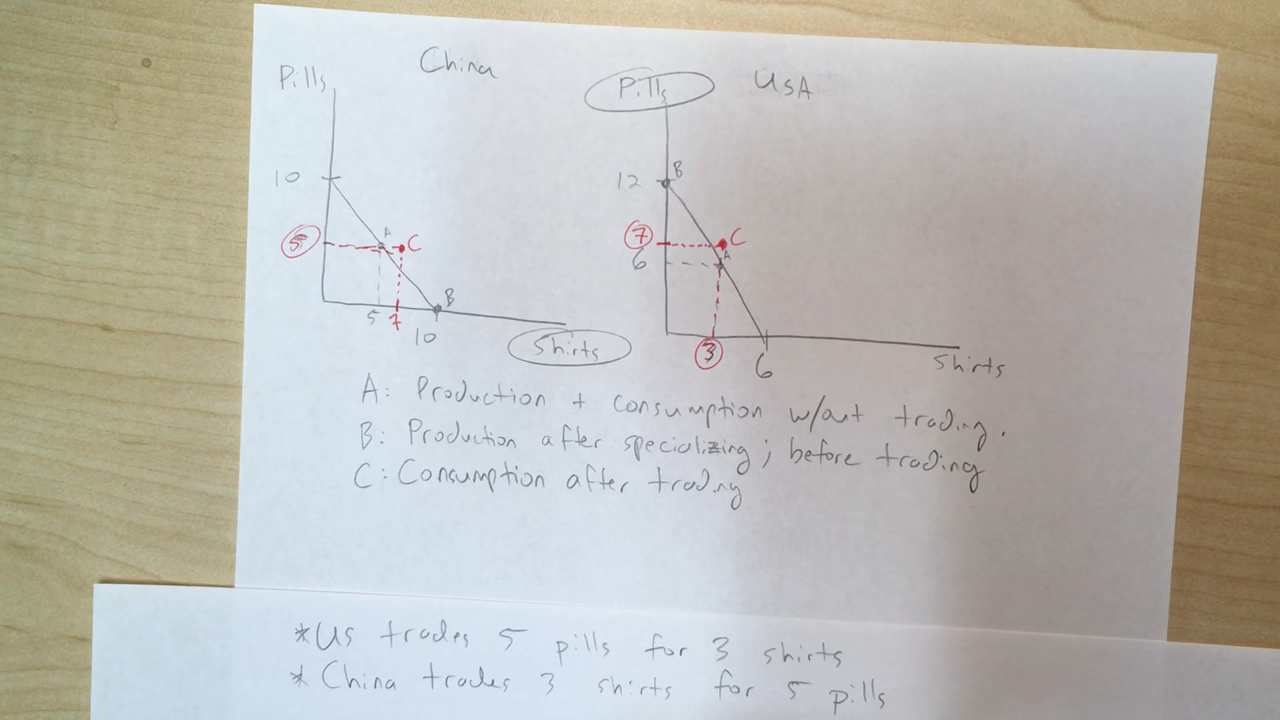 China
Pills
10
5
A
C
B
5
7
10
Shirts
USA
Pills
12
B
7
C
6
A
3
6
Shirts
A: Production + consumption w/out trading.
B: Production after specializing; before trading
C: Consumption after trading
*US trades 5 pills for 3 shirts
* China trades 3 shirts for 5 pills